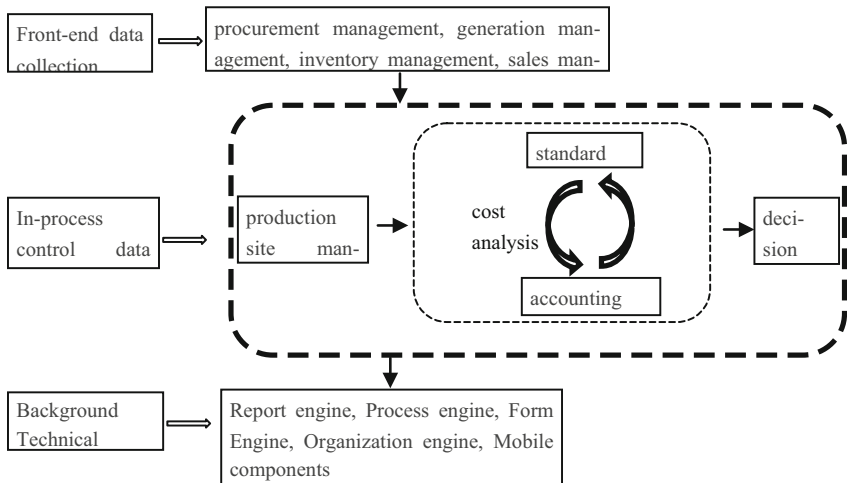 Front-end data
collection
procurement management, generation man-
agement, inventory management, sales man-
standard
cost
analysis
accounting
In-process
control data
production
site man-
deci-
sion
Background
Technical
Report engine, Process engine, Form
Engine, Organization engine, Mobile
components